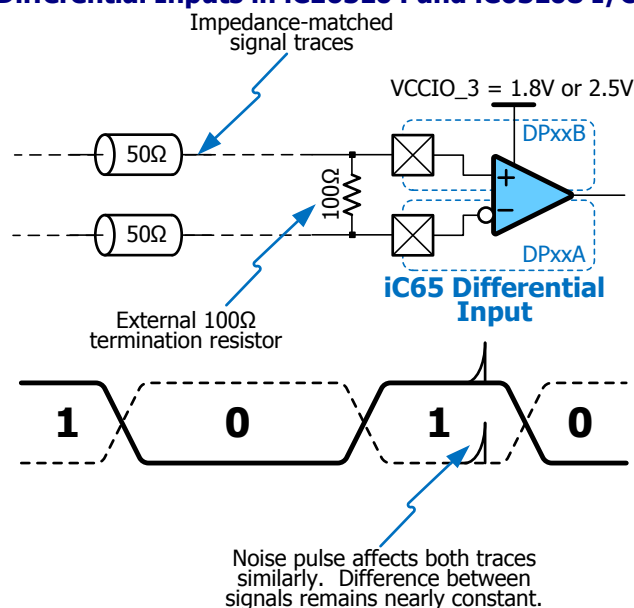 Impedance-matched
signal traces
VCCIO_3 = 1.8V or 2.5V
DPxxB
50Ω
100Ω
+
50Ω
−
DPxxA
iC65 Differential
Input
External 100Ω
termination resistor
1
0
1
0
Noise pulse affects both traces
similarly. Difference between
signals remains nearly constant.